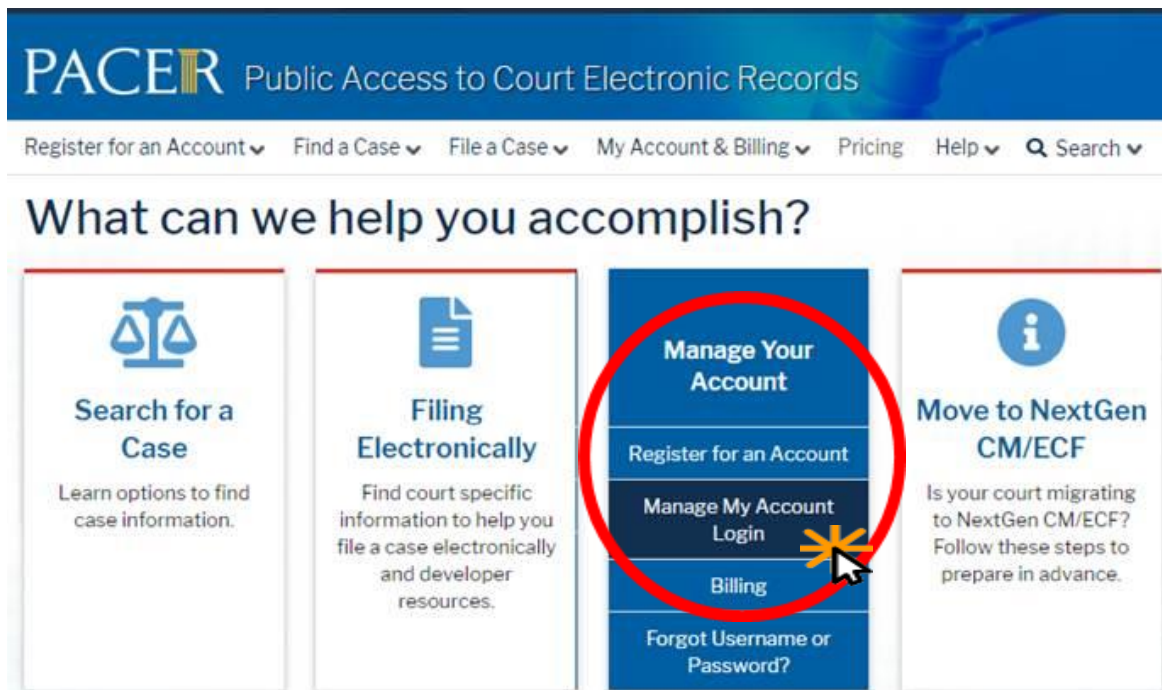 PACER Public Access to Court Electronic Records
Register for an Account Find a Case File a Case My Account & Billing Pricing Help Search
What can we help you accomplish?
Search for a
Case
Learn options to find
case information.
Filing
Electronically
Find court specific
information to help you
file a case electronically
and developer
resources.
Manage Your
Account
Register for an Account
Manage My Account
Login
Billing
Forgot Username or
Password?
Move to NextGen
CM/ECF
Is your court migrating
to NextGen CM/ECF?
Follow these steps to
prepare in advance.